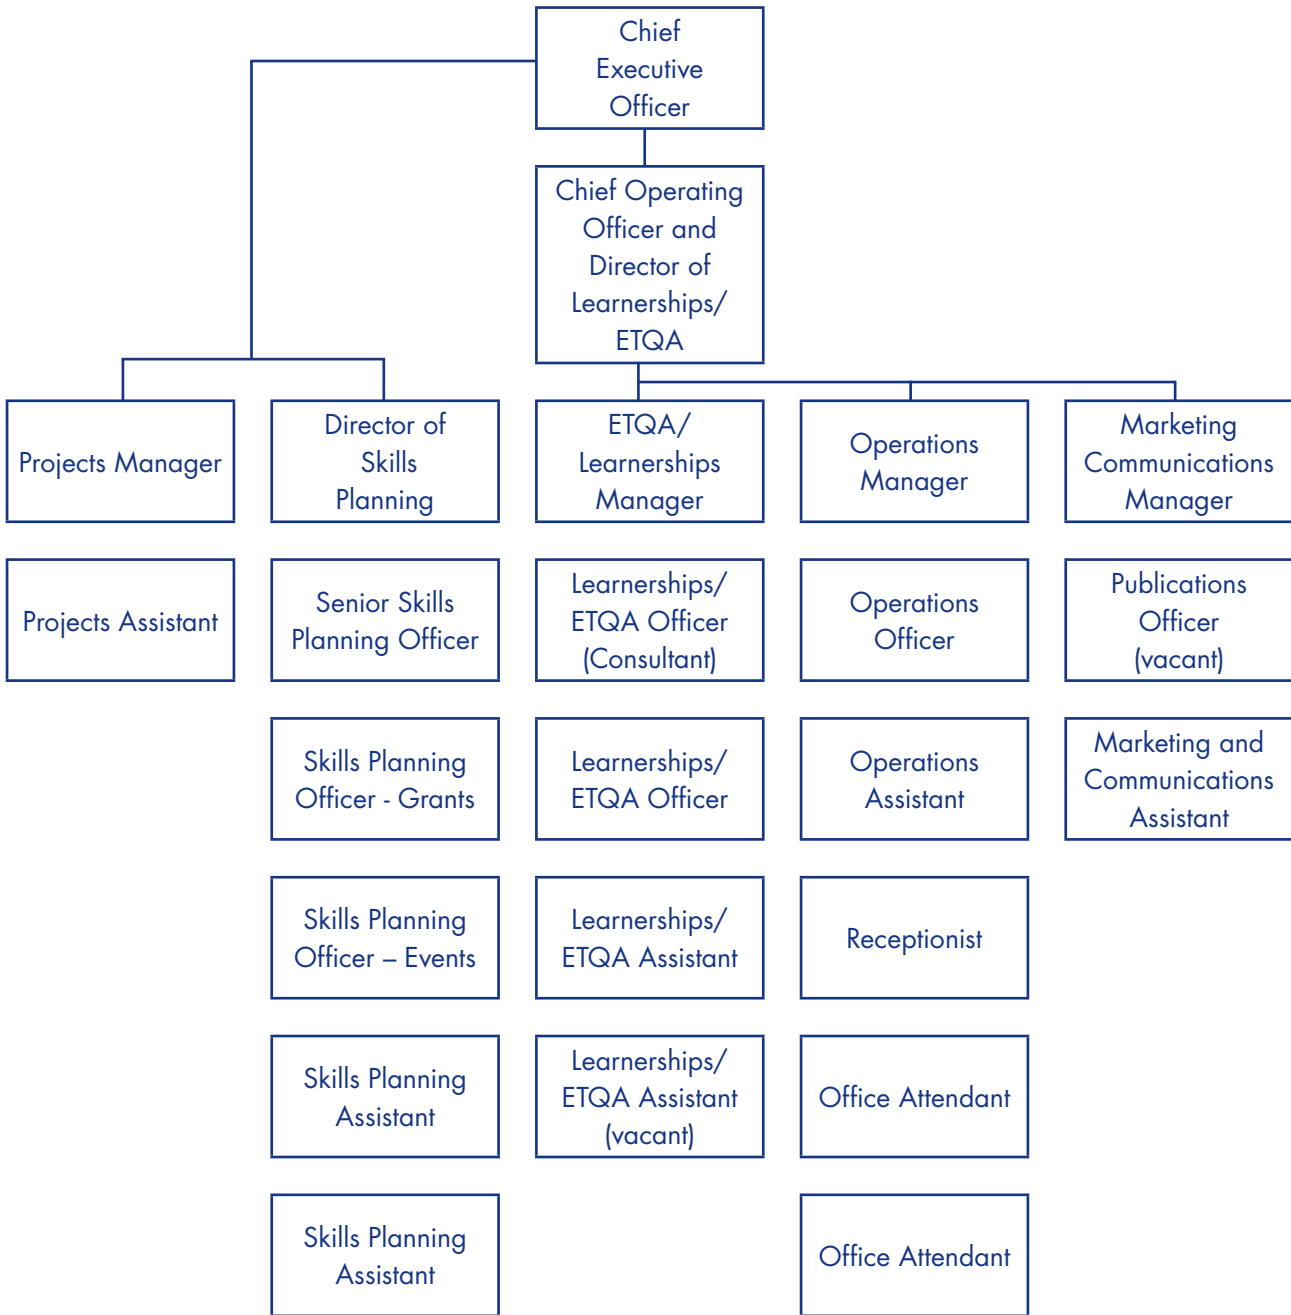 Chief
Executive
Officer
Chief Operating
Officer and
Director of
Learnerships/
ETQA
Projects Manager
Director of
Skills
Planning
ETQA/
Learnerships
Manager
Operations
Manager
Marketing
Communications
Manager
Projects Assistant
Senior Skills
Planning Officer
Learnerships/
ETQA Officer
(Consultant)
Operations
Officer
Publications
Officer
(vacant)
Skills Planning
Officer - Grants
Learnerships/
ETQA Officer
Operations
Assistant
Marketing and
Communications
Assistant
Skills Planning
Officer – Events
Learnerships/
ETQA Assistant
Receptionist
Skills Planning
Assistant
Learnerships/
ETQA Assistant
(vacant)
Office Attendant
Skills Planning
Assistant
Office Attendant